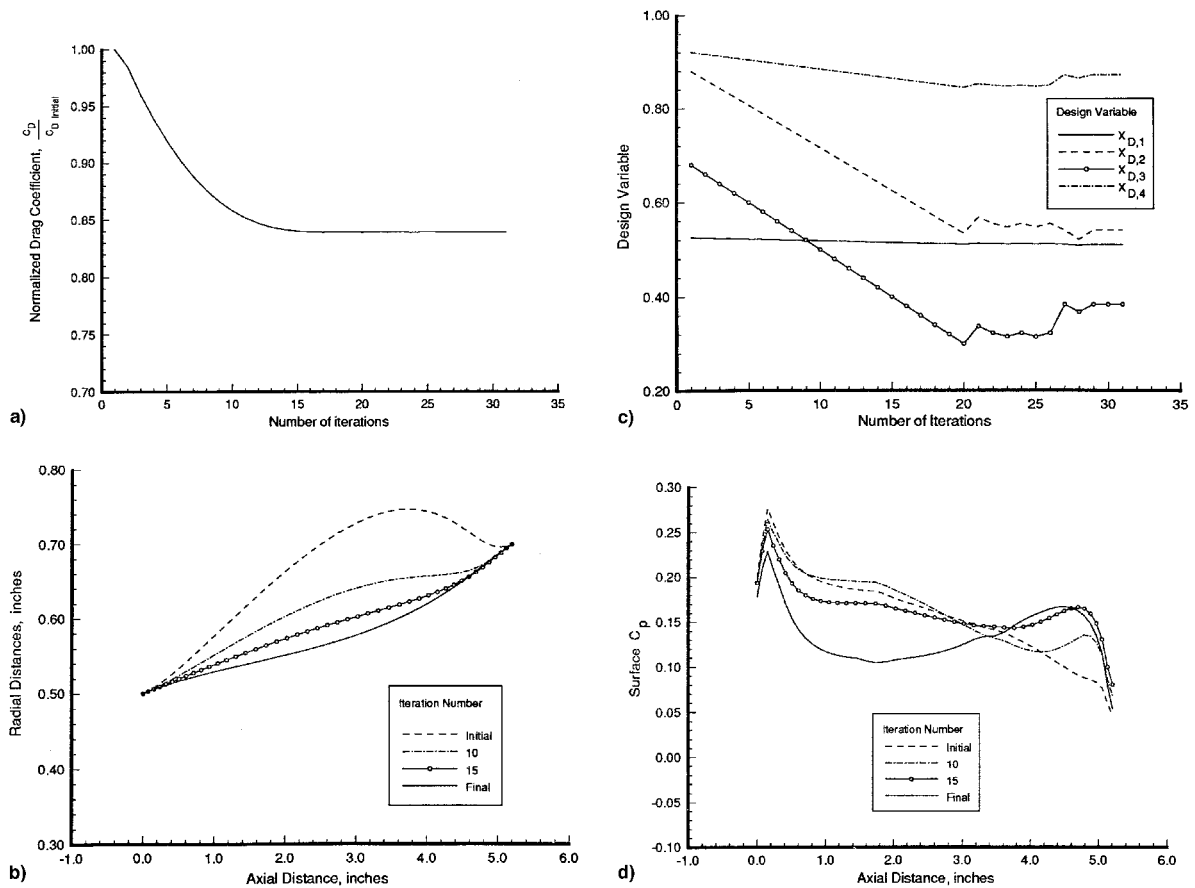 1.00
0.95
0.90
0.85
0.80
0.75
0.70
Normalized Drag Coefficient, C_D / C_D Initial
0 5 10 15 20 25 30 35
Number of iterations
a)
1.00
0.80
0.60
0.40
0.20
Design Variable
Design Variable
X_D,1
X_D,2
X_D,3
X_D,4
0 10 20 30
Number of Iterations
c)
0.80
0.70
0.60
0.50
0.40
0.30
Radial Distances, inches
Iteration Number
Initial
10
15
Final
-1.0 0.0 1.0 2.0 3.0 4.0 5.0 6.0
Axial Distance, inches
b)
0.30
0.25
0.20
0.15
0.10
0.05
0.00
-0.05
-0.10
Surface C_p
Iteration Number
Initial
10
15
Final
-1.0 0.0 1.0 2.0 3.0 4.0 5.0 6.0
Axial Distance, inches
d)